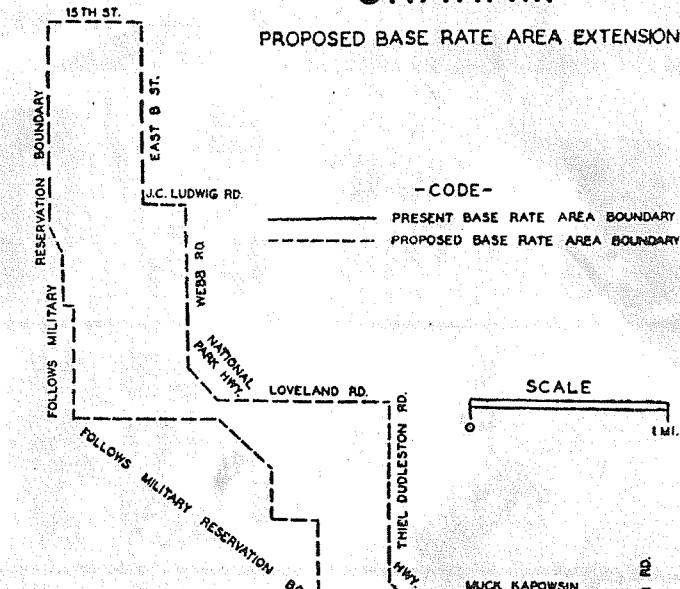 15TH ST.
PROPOSED BASE RATE AREA EXTENSION
EAST B ST.
RESERVATION BOUNDARY
J.C. LUDWIG RD.
-CODE-
PRESENT BASE RATE AREA BOUNDARY
PROPOSED BASE RATE AREA BOUNDARY
WEBB RD.
FOLLOWS MILITARY
NATIONAL
PARK HWY.
LOVELAND RD.
SCALE
0
1 MI.
THIEL DUDLESTON RD.
FOLLOWS MILITARY RESERVATION
HWY.
MUCK KAPOWSIN
RD.